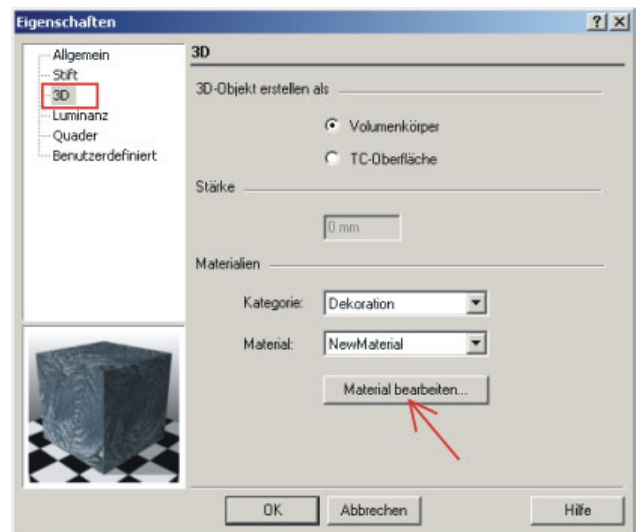 Eigenschaften
Allgemein
Stift
3D
Luminanz
Quader
Benutzerdefiniert
3D
3D-Objekt erstellen als
Volumenkörper
TC-Oberfläche
Stärke
0 mm
Materialien
Kategorie: Dekoration
Material: NewMaterial
Material bearbeiten...
OK Abbrechen Hilfe